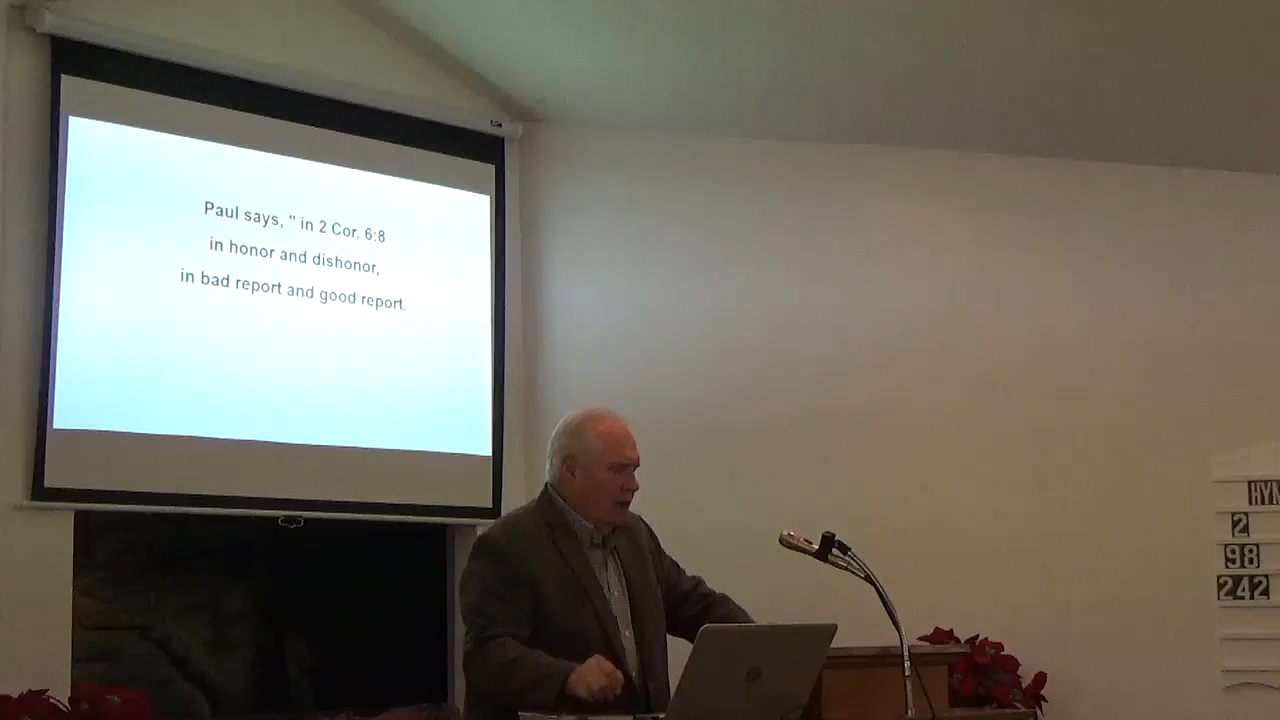 Paul says, " in 2 Cor. 6:8
in honor and dishonor,
in bad report and good report.
HYM
2
98
242